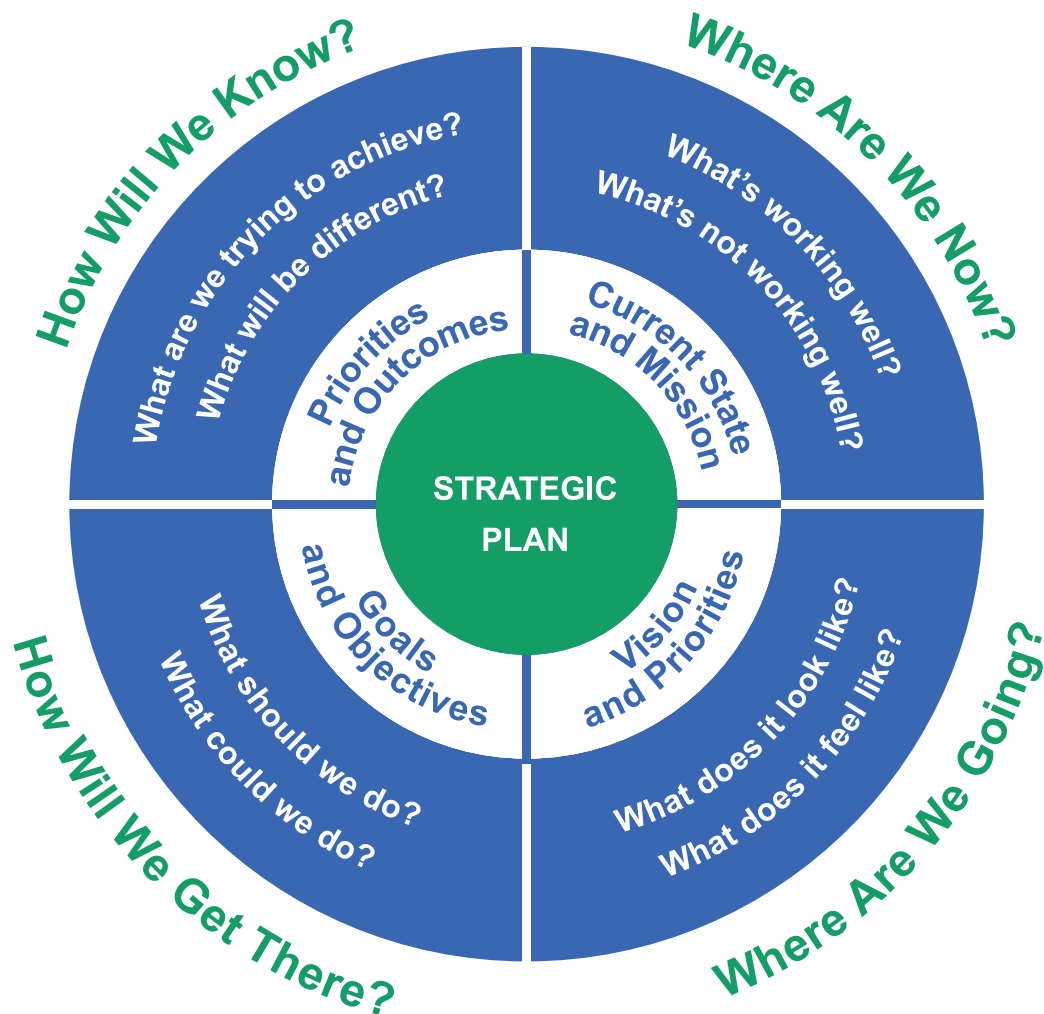 How Will We Know?
What are we trying to achieve?
What will be different?
Priorities
and Outcomes
Where Are We Now?
What’s working well?
What’s not working well?
Current State
and Mission
STRATEGIC
PLAN
Where Are We Going?
Vision
and Priorities
What does it look like?
What does it feel like?
How Will We Get There?
Goals
and Objectives
What should we do?
What could we do?